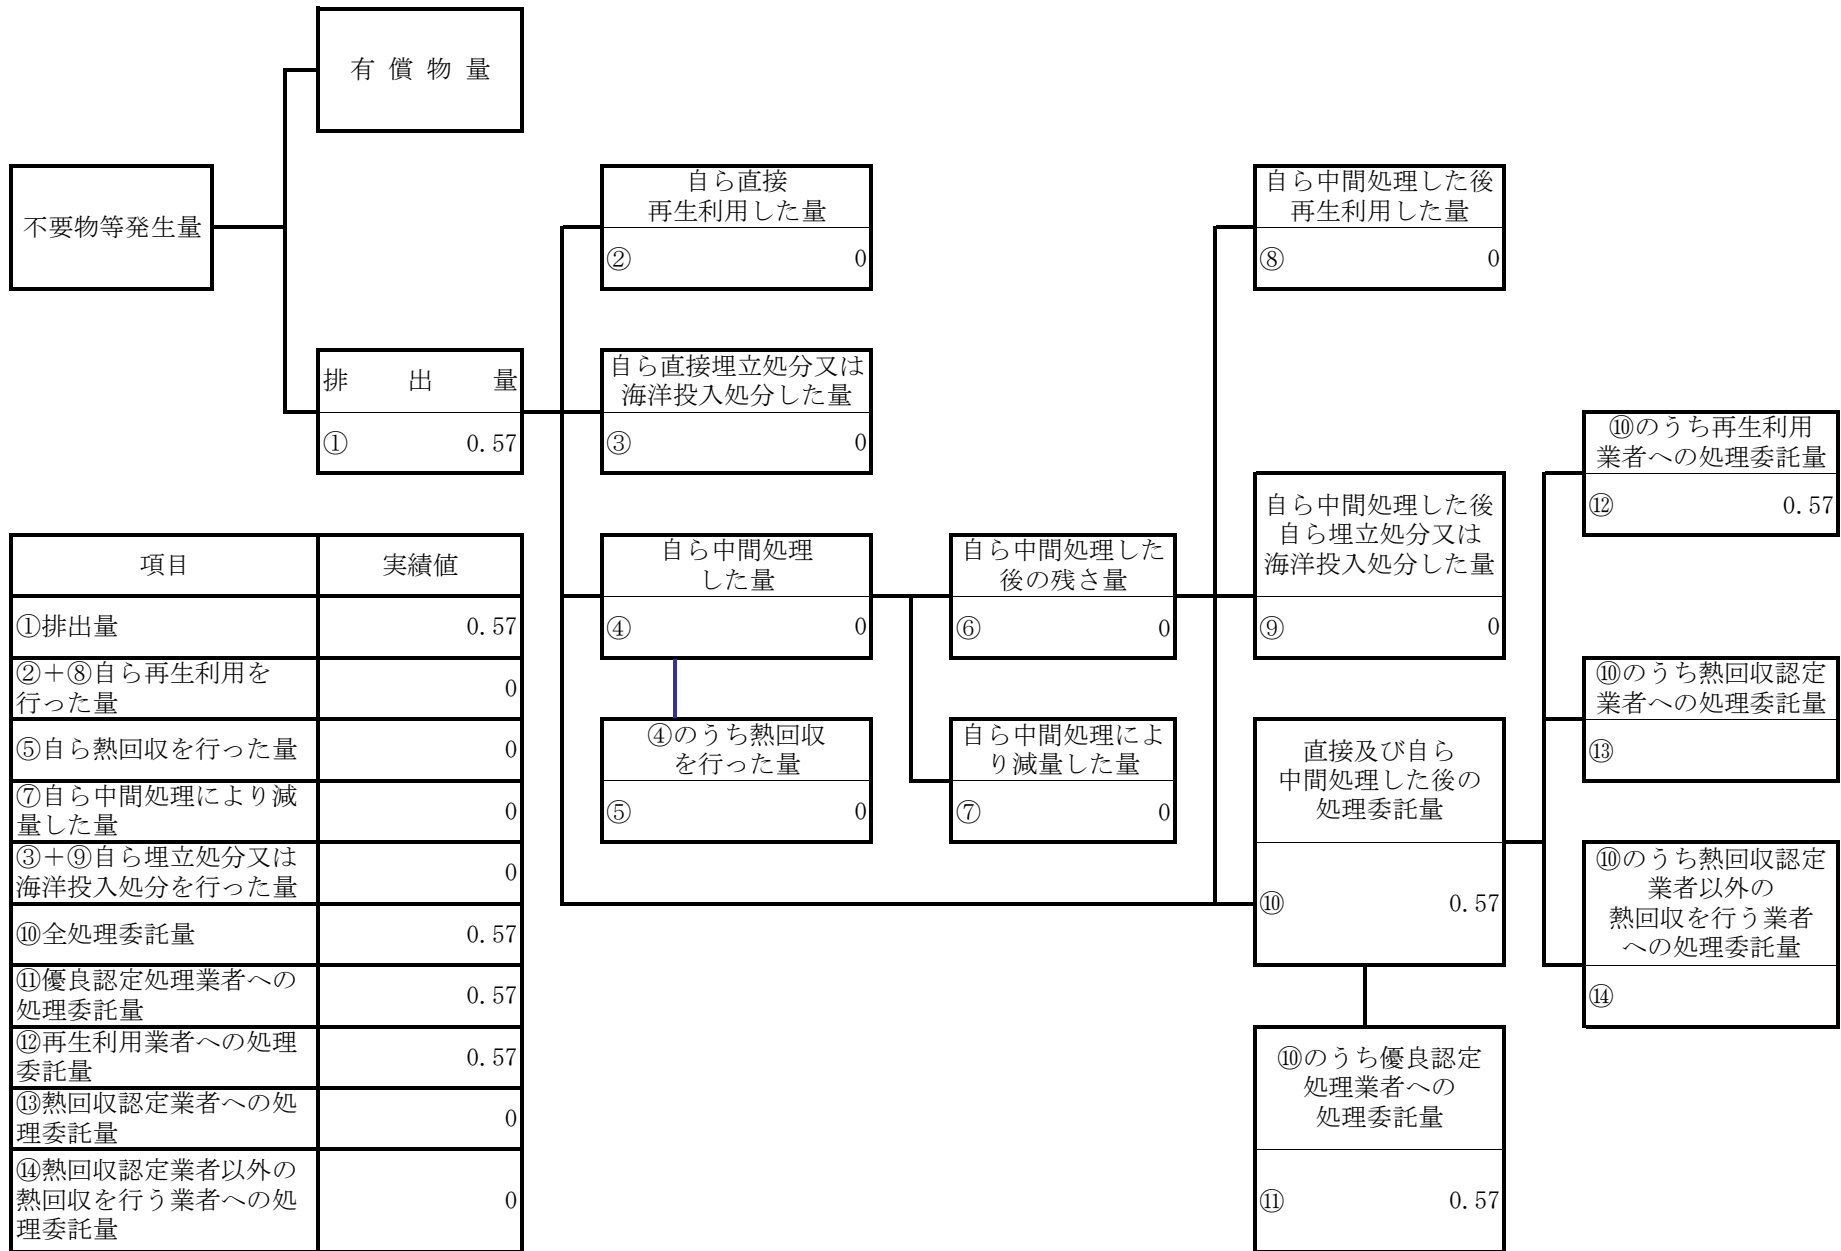 有 償 物 量
不要物等発生量
自ら直接
再生利用した量
② 0
自ら中間処理した後
再生利用した量
⑧ 0
排 出 量
① 0.57
自ら直接埋立処分又は
海洋投入処分した量
③ 0
⑩のうち再生利用
業者への処理委託量
⑫ 0.57
自ら中間処理した後
自ら埋立処分又は
海洋投入処分した量
⑨ 0
自ら中間処理
した量
④ 0
自ら中間処理した
後の残さ量
⑥ 0
⑩のうち熱回収認定
業者への処理委託量
⑬
④のうち熱回収
を行った量
⑤ 0
自ら中間処理によ
り減量した量
⑦ 0
直接及び自ら
中間処理した後の
処理委託量
⑩ 0.57
⑩のうち熱回収認定
業者以外の
熱回収を行う業者
への処理委託量
⑭
⑩のうち優良認定
処理業者への
処理委託量
⑪ 0.57
項目 実績値
①排出量 0.57
②＋⑧自ら再生利用を
行った量 0
⑤自ら熱回収を行った量 0
⑦自ら中間処理により減
量した量 0
③＋⑨自ら埋立処分又は
海洋投入処分を行った量 0
⑩全処理委託量 0.57
⑪優良認定処理業者への
処理委託量 0.57
⑫再生利用業者への処理
委託量 0.57
⑬熱回収認定業者への処
理委託量 0
⑭熱回収認定業者以外の
熱回収を行う業者への処
理委託量 0